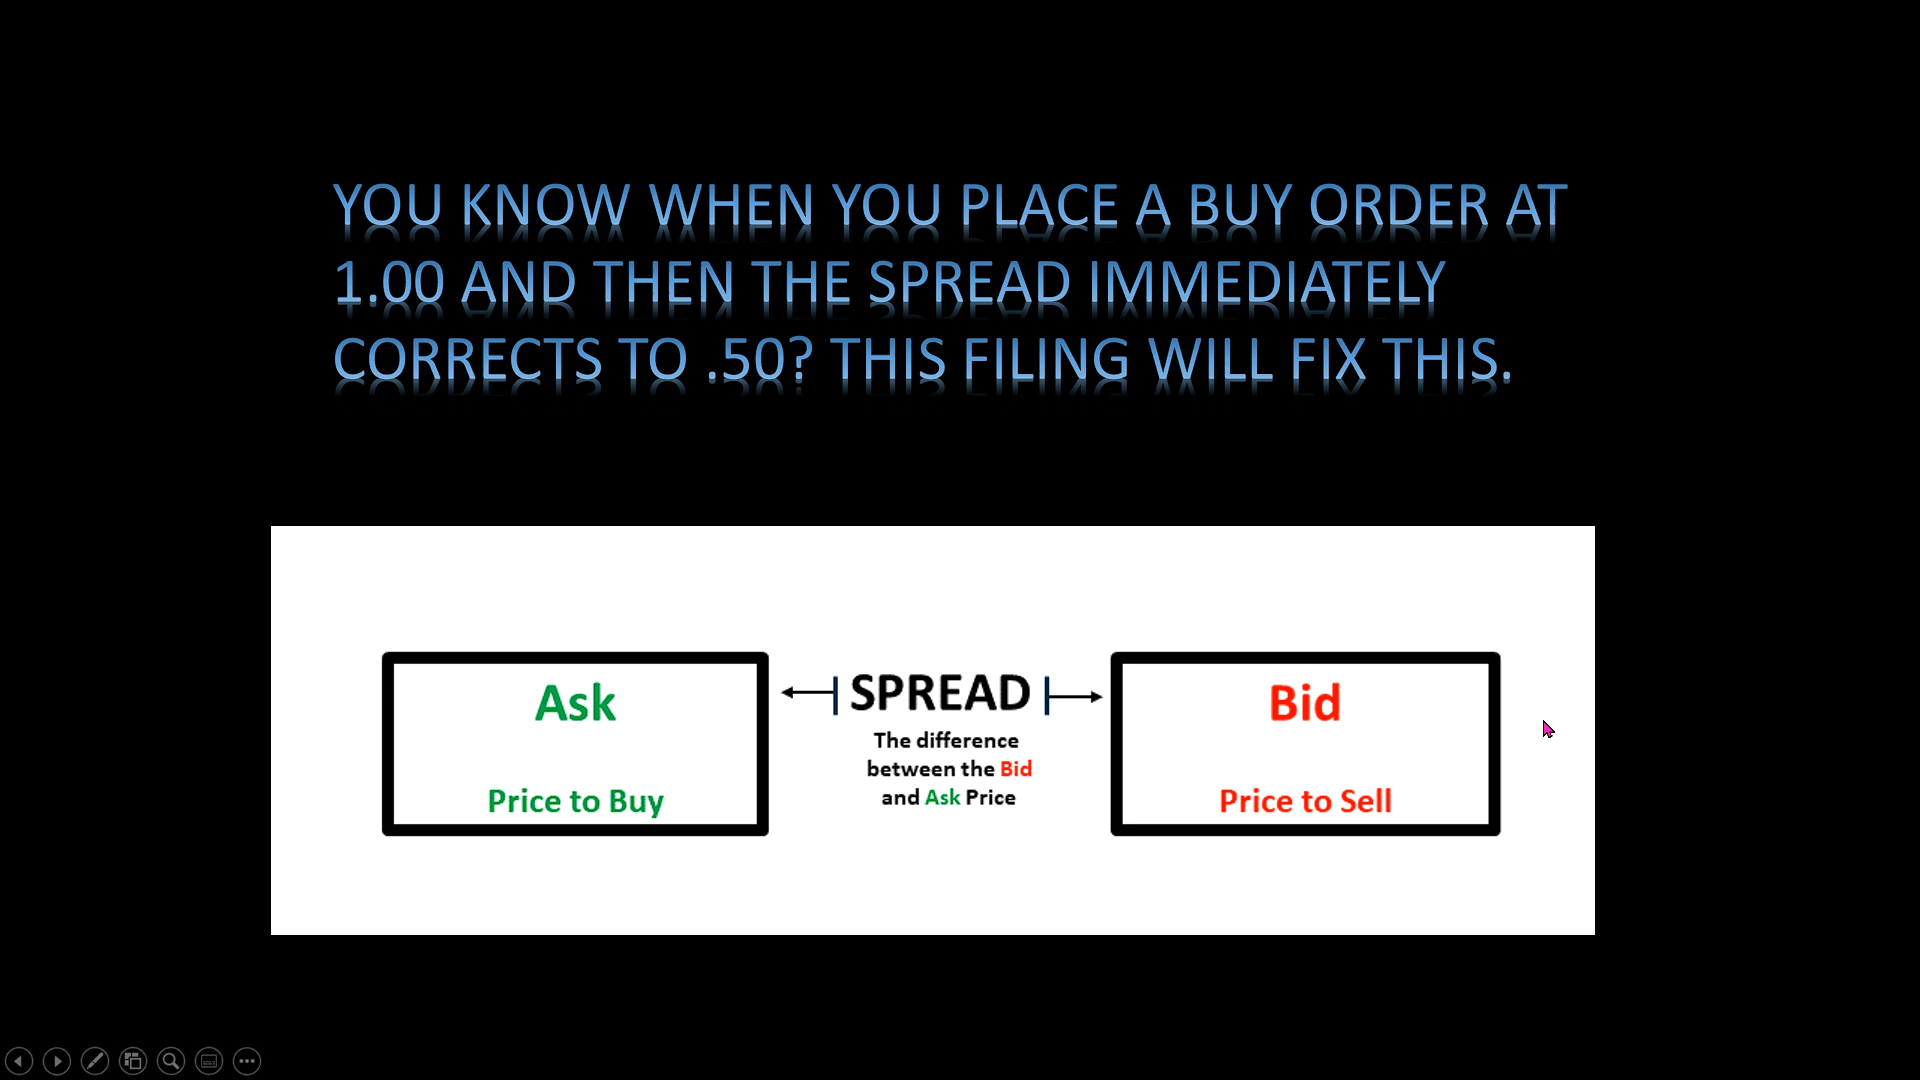 YOU KNOW WHEN YOU PLACE A BUY ORDER AT
1.00 AND THEN THE SPREAD IMMEDIATELY
CORRECTS TO .50? THIS FILING WILL FIX THIS.
Ask
Price to Buy
SPREAD
The difference
between the Bid
and Ask Price
Bid
Price to Sell